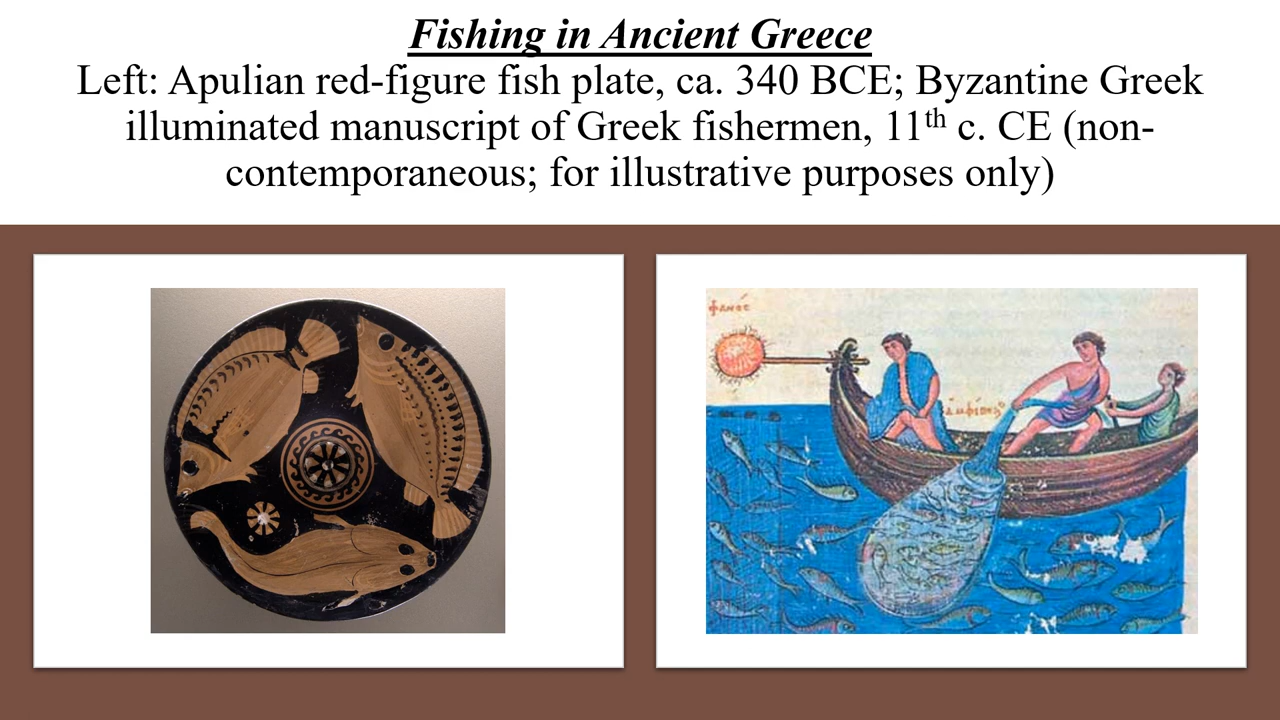 Fishing in Ancient Greece
Left: Apulian red-figure fish plate, ca. 340 BCE; Byzantine Greek
illuminated manuscript of Greek fishermen, 11th c. CE (non-
contemporaneous; for illustrative purposes only)
φανός